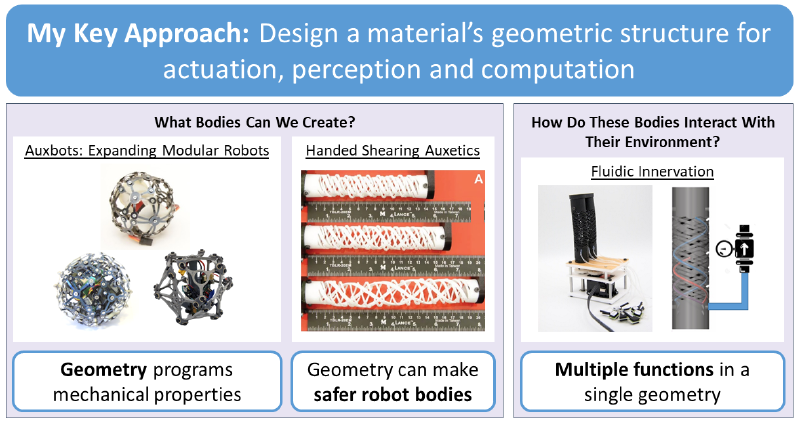 My Key Approach: Design a material's geometric structure for
actuation, perception and computation
What Bodies Can We Create?
Auxbots: Expanding Modular Robots
Handed Shearing Auxetics
A
Geometry programs
mechanical properties
Geometry can make
safer robot bodies
How Do These Bodies Interact With
Their Environment?
Fluidic Innervation
Multiple functions in a
single geometry